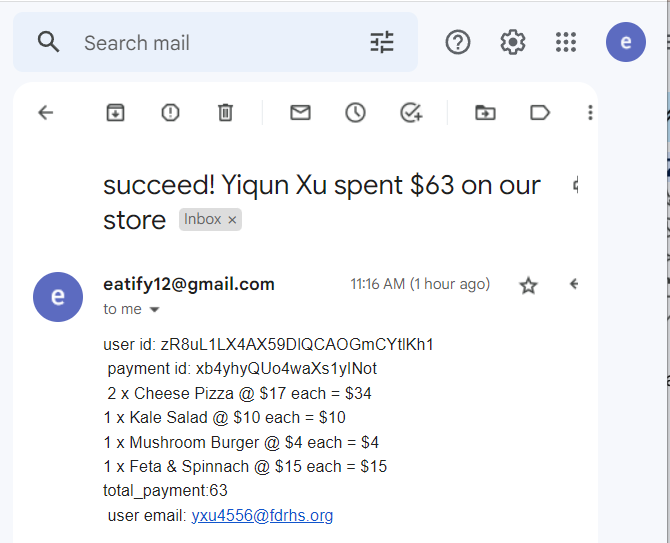 Search mail
e
succeed! Yiqun Xu spent $63 on our
store Inbox ×
e
eatify12@gmail.com 11:16 AM (1 hour ago)
to me
user id: zR8uL1LX4AX59DlQCAOGmCYtlKh1
payment id: xb4yhyQUo4waXs1ylNot
2 x Cheese Pizza @ $17 each = $34
1 x Kale Salad @ $10 each = $10
1 x Mushroom Burger @ $4 each = $4
1 x Feta & Spinnach @ $15 each = $15
total_payment:63
user email: yxu4556@fdrhs.org